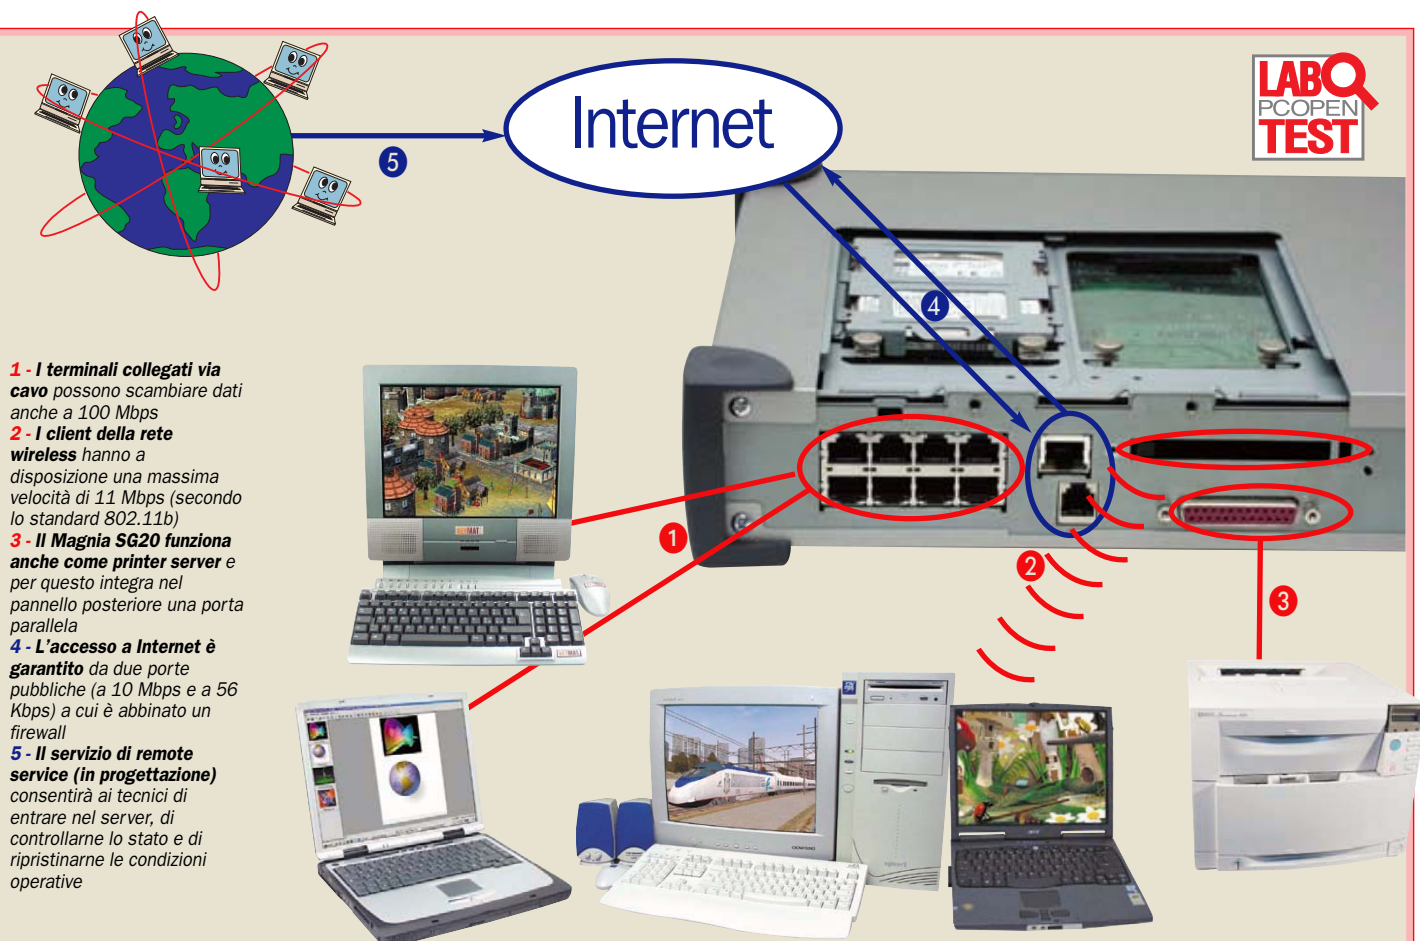 LAB
PCOPEN
TEST
Internet
5
4
1 - I terminali collegati via
cavo possono scambiare dati
anche a 100 Mbps
2 - I client della rete
wireless hanno a
disposizione una massima
velocità di 11 Mbps (secondo
lo standard 802.11b)
3 - Il Magnia SG20 funziona
anche come printer server e
per questo integra nel
pannello posteriore una porta
parallela
4 - L'accesso a Internet è
garantito da due porte
pubbliche (a 10 Mbps e a 56
Kbps) a cui è abbinato un
firewall
5 - Il servizio di remote
service (in progettazione)
consentirà ai tecnici di
entrare nel server, di
controllarne lo stato e di
ripristinarne le condizioni
operative
1
2
3